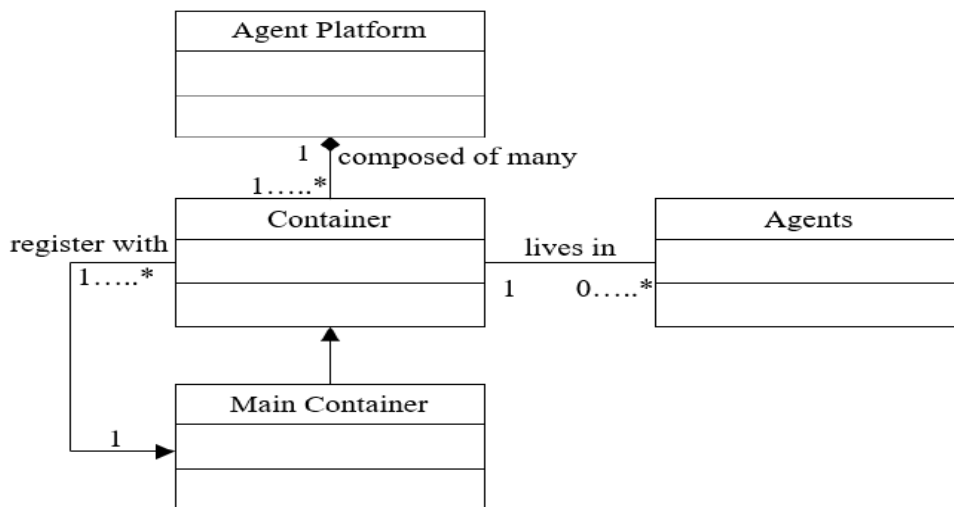 Agent Platform
1
composed of many
1…..*
Container
Agents
register with
lives in
1…..*
1
0…..*
Main Container
1